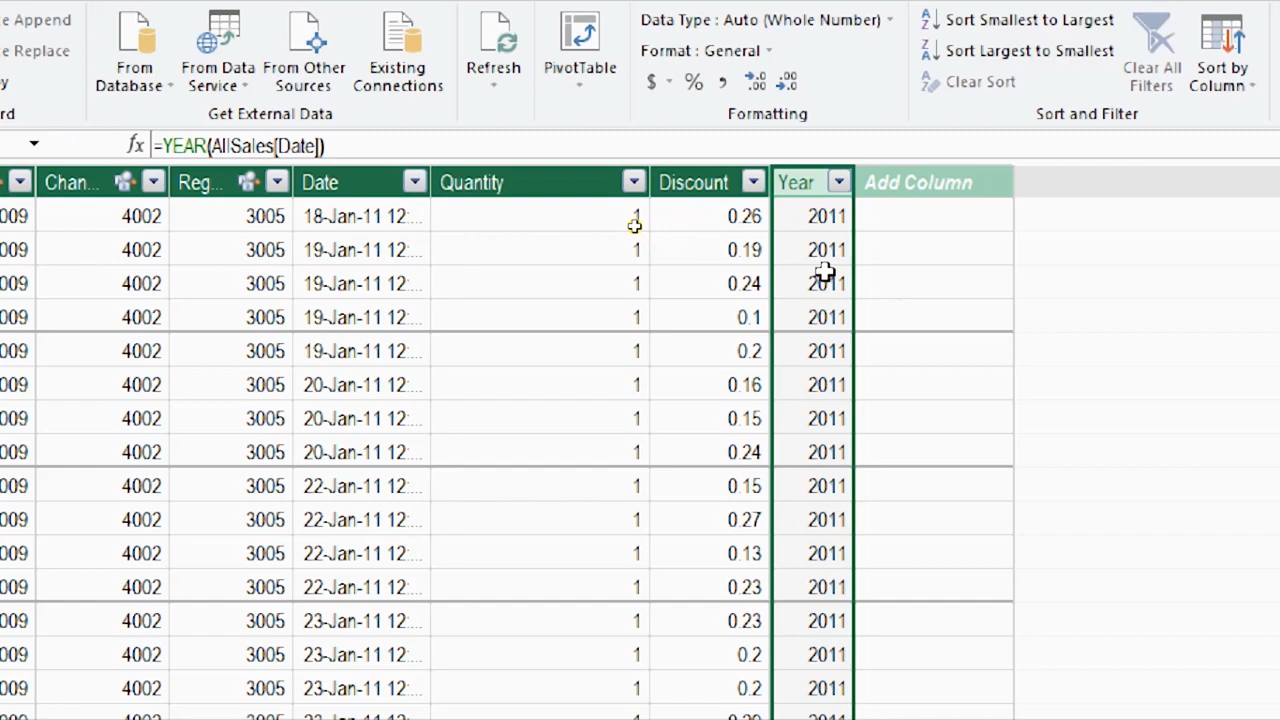 e Append
e Replace
y
rd
From Database
From Data Service
From Other Sources
Existing Connections
Get External Data
Refresh
PivotTable
Data Type : Auto (Whole Number)
Format : General
$ % , .0 .00 .00 .0
Formatting
Sort Smallest to Largest
Sort Largest to Smallest
Clear Sort
Clear All Filters
Sort by Column
Sort and Filter
fx =YEAR(AllSales[Date])
Chan... Reg... Date Quantity Discount Year Add Column
009 4002 3005 18-Jan-11 12:... 1 0.26 2011
009 4002 3005 19-Jan-11 12:... 1 0.19 2011
009 4002 3005 19-Jan-11 12:... 1 0.24 2011
009 4002 3005 19-Jan-11 12:... 1 0.1 2011
009 4002 3005 19-Jan-11 12:... 1 0.2 2011
009 4002 3005 20-Jan-11 12:... 1 0.16 2011
009 4002 3005 20-Jan-11 12:... 1 0.15 2011
009 4002 3005 20-Jan-11 12:... 1 0.24 2011
009 4002 3005 22-Jan-11 12:... 1 0.15 2011
009 4002 3005 22-Jan-11 12:... 1 0.27 2011
009 4002 3005 22-Jan-11 12:... 1 0.13 2011
009 4002 3005 22-Jan-11 12:... 1 0.23 2011
009 4002 3005 23-Jan-11 12:... 1 0.23 2011
009 4002 3005 23-Jan-11 12:... 1 0.2 2011
009 4002 3005 23-Jan-11 12:... 1 0.2 2011